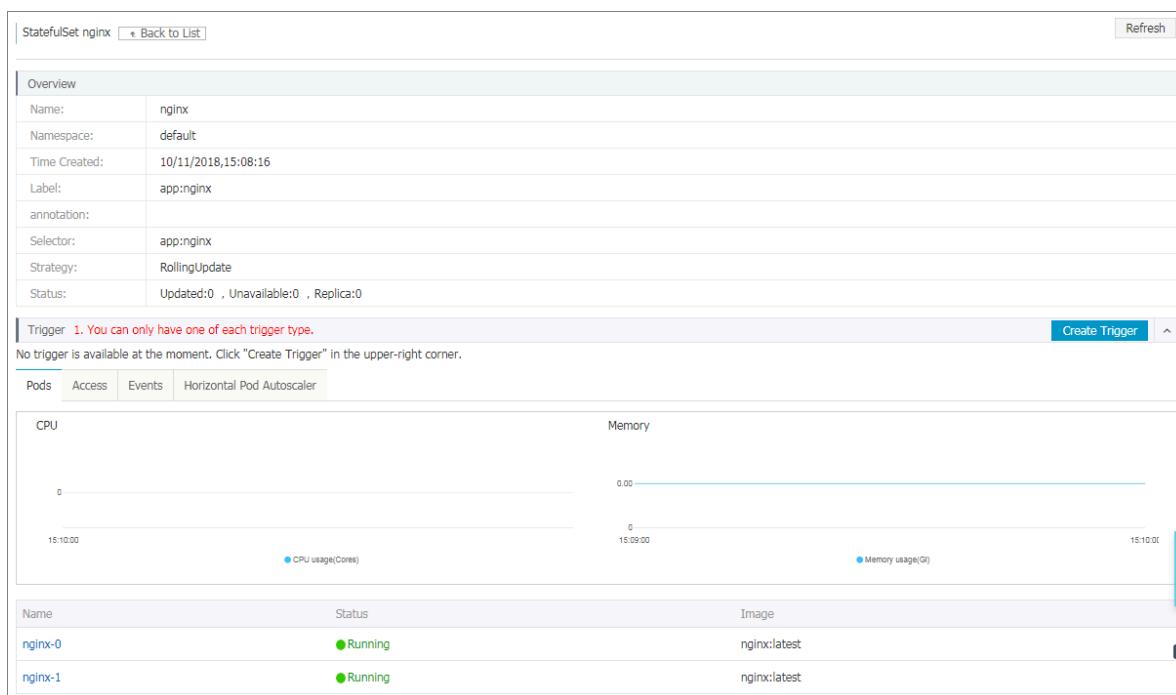 StatefulSet nginx Back to List Refresh
Overview
Name: nginx
Namespace: default
Time Created: 10/11/2018,15:08:16
Label: app:nginx
annotation:
Selector: app:nginx
Strategy: RollingUpdate
Status: Updated:0 , Unavailable:0 , Replica:0
Trigger 1. You can only have one of each trigger type. Create Trigger
No trigger is available at the moment. Click "Create Trigger" in the upper-right corner.
Pods Access Events Horizontal Pod Autoscaler
CPU Memory
0.00
0
0
15:10:00 15:09:00 15:10:00
CPU usage(Cores) Memory usage(GI)
Name Status Image
nginx-0 Running nginx:latest
nginx-1 Running nginx:latest